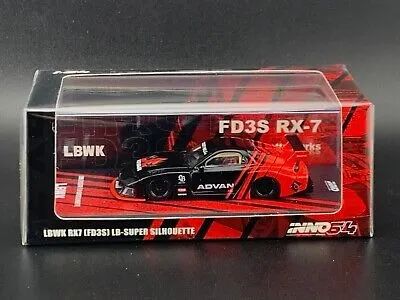 FD3S RX-7
LBWK
ADVAN
LBWK RX7 (FD3S) LB-SUPER SILHOUETTE
INNO64